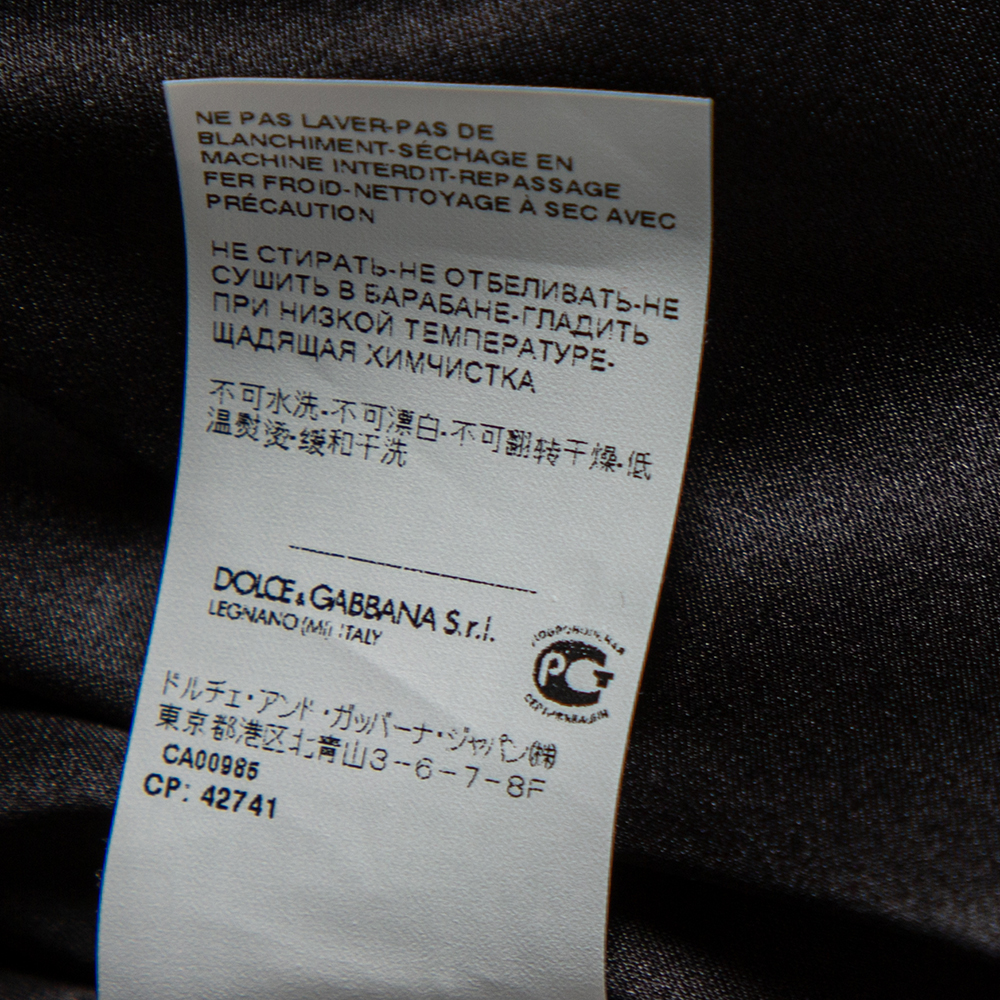 NE PAS LAVER-PAS DE
BLANCHIMENT-SÉCHAGE EN
MACHINE INTERDIT-REPASSAGE
FER FROID-NETTOYAGE À SEC AVEC
PRÉCAUTION
НЕ СТИРАТЬ-НЕ ОТБЕЛИВАТЬ-НЕ
СУШИТЬ В БАРАБАНЕ-ГЛАДИТЬ
ПРИ НИЗКОЙ ТЕМПЕРАТУРЕ-
ЩАДЯЩАЯ ХИМЧИСТКА
不可水洗-不可漂白-不可翻转干燥-低
温熨烫-缓和干洗
DOLCE & GABBANA S.r.l.
LEGNANO (MI) ITALY
РСТ
ドルチェ・アンド・ガッバーナ・ジャパン㈱
東京都港区北青山3-6-7-8F
CA00985
CP: 42741